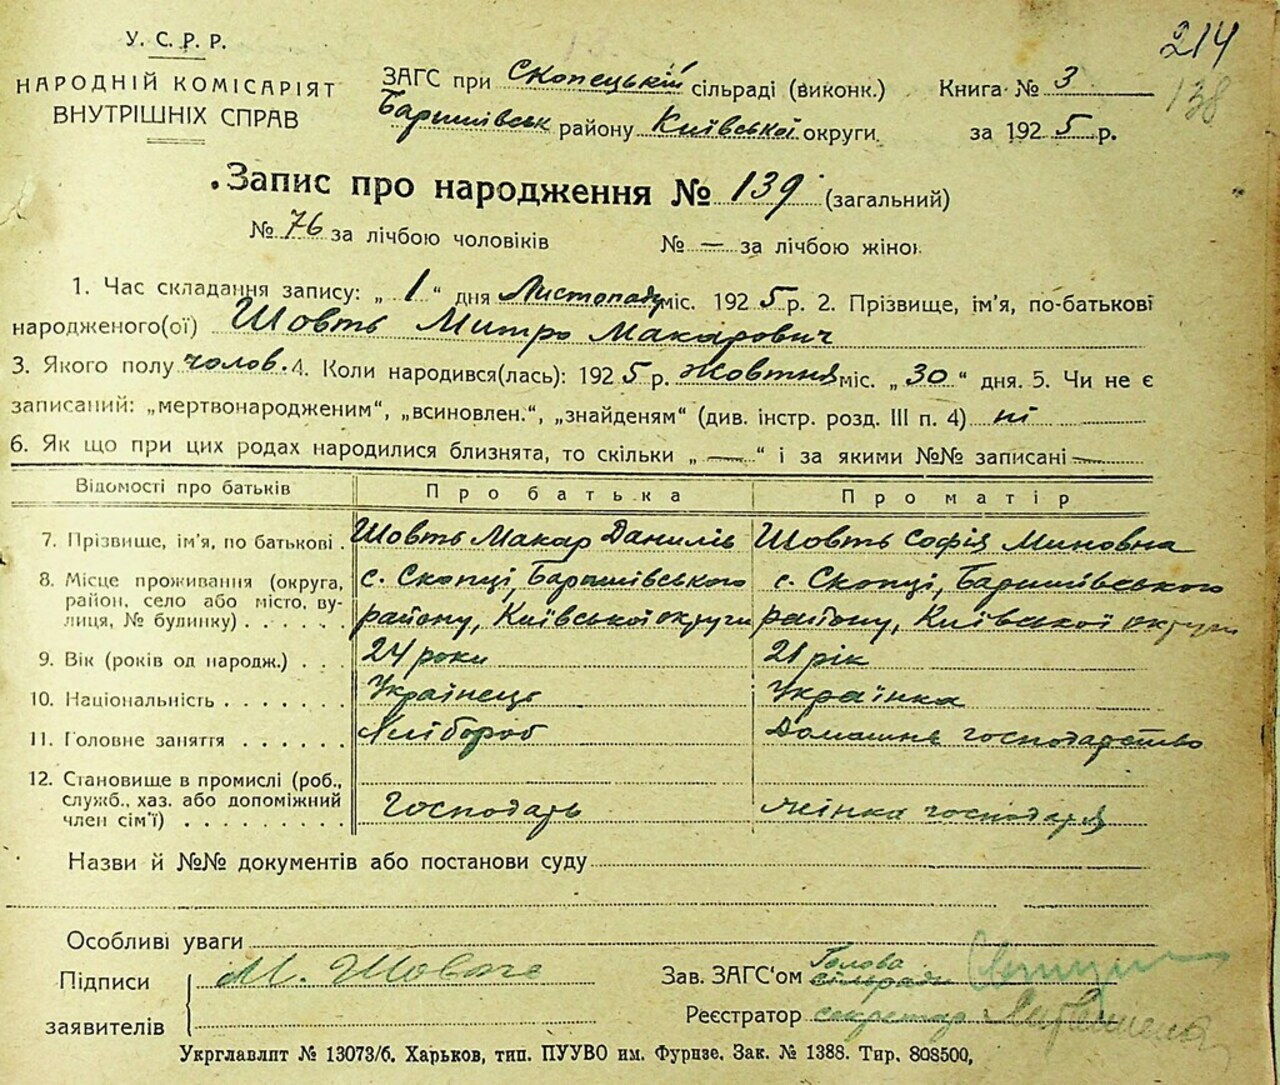 214
138
У. С. Р. Р.
НАРОДНІЙ КОМІСАРІЯТ
ВНУТРІШНІХ СПРАВ
ЗАГС при Скопецькій сільраді (виконк.) Книга № 3
Баришівськ району Київської округи. за 1925 р.
Запис про народження № 139 (загальний)
№ 76 за лічбою чоловіків № — за лічбою жінок
1. Час складання запису: „ 1 “ дня Листопаду міс. 1925 р. 2. Прізвище, ім'я, по-батькові
народженого(ої) Шовть Митро Макарович
3. Якого полу чолов. 4. Коли народився(лась): 1925 р. Жовтня міс. „ 30 “ дня. 5. Чи не є
записаний: „мертвонародженим“, „всиновлен.“, „знайденям“ (див. інстр. розд. III п. 4) ні
6. Як що при цих родах народилися близнята, то скільки „ — “ і за якими №№ записані —
Відомості про батьків Про батька Про матір
7. Прізвище, ім'я, по батькові . Шовть Макар Данилів Шовть Софія Миновна
8. Місце проживання (округа, с. Скопці, Баришівського с. Скопці, Баришівського
район, село або місто, ву-
лиця, № будинку) . . . . . району, Київської округи району, Київської округи
9. Вік (років од народж.) . . . 24 роки 21 рік
10. Національність . . . . . . . Українець Українка
11. Головне заняття . . . . . . Хлібороб Домашнє господарство
12. Становище в промислі (роб.,
служб., хаз. або допоміжний Господарь жінка господаря
член сім'ї) . . . . . . . . .
Назви й №№ документів або постанови суду
Особливі уваги
Підписи М. Шовть Зав. ЗАГС'ом Голова
сільради
заявителів Реєстратор секретар
Укрглавліт № 13073/б. Харьков, тип. ПУУВО им. Фрунзе. Зак. № 1388. Тир. 808500,